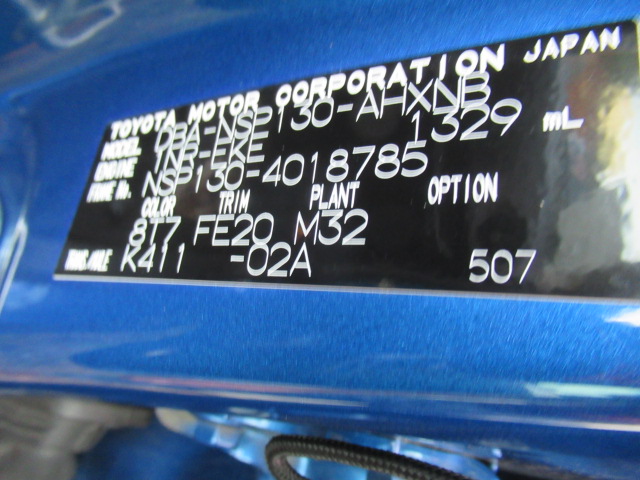 TOYOTA MOTOR CORPORATION JAPAN
MODEL DBA-NSP130-AHXNB
ENGINE 1NR-FKE 1329 mL
FRAME No. NSP130-4018785
COLOR TRIM PLANT OPTION
8T7 FE20 M32
TRANS.AXLE K411 -02A 507